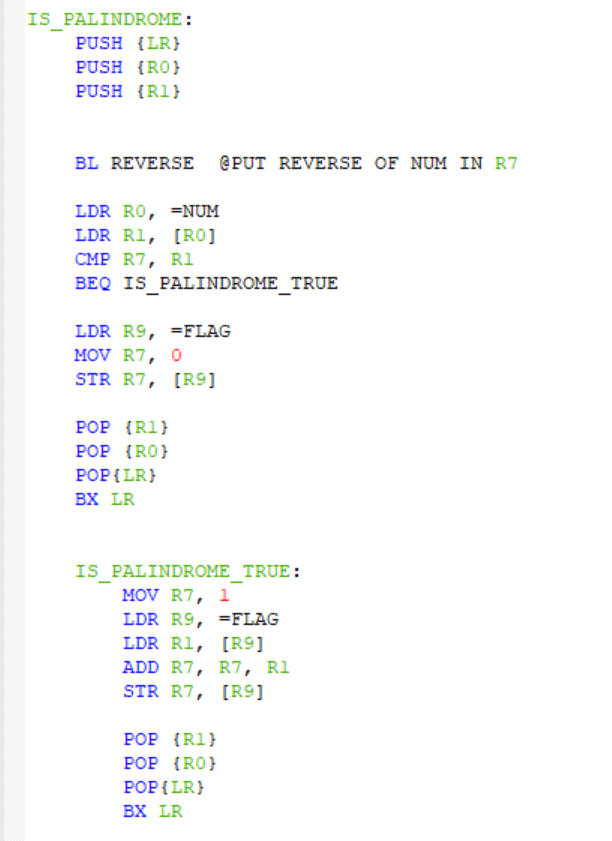 IS_PALINDROME:
PUSH {LR}
PUSH {R0}
PUSH {R1}
BL REVERSE  @PUT REVERSE OF NUM IN R7
LDR R0, =NUM
LDR R1, [R0]
CMP R7, R1
BEQ IS_PALINDROME_TRUE
LDR R9, =FLAG
MOV R7, 0
STR R7, [R9]
POP {R1}
POP {R0}
POP{LR}
BX LR
IS_PALINDROME_TRUE:
MOV R7, 1
LDR R9, =FLAG
LDR R1, [R9]
ADD R7, R7, R1
STR R7, [R9]
POP {R1}
POP {R0}
POP{LR}
BX LR